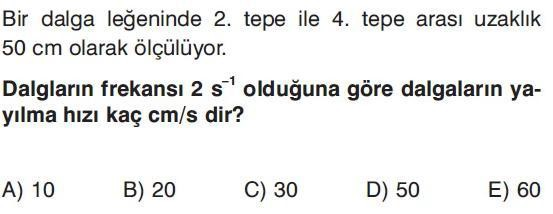 Bir dalga leğeninde 2. tepe ile 4. tepe arası uzaklık
50 cm olarak ölçülüyor.
Dalgların frekansı 2 s⁻¹ olduğuna göre dalgaların ya-
yılma hızı kaç cm/s dir?
A) 10 B) 20 C) 30 D) 50 E) 60